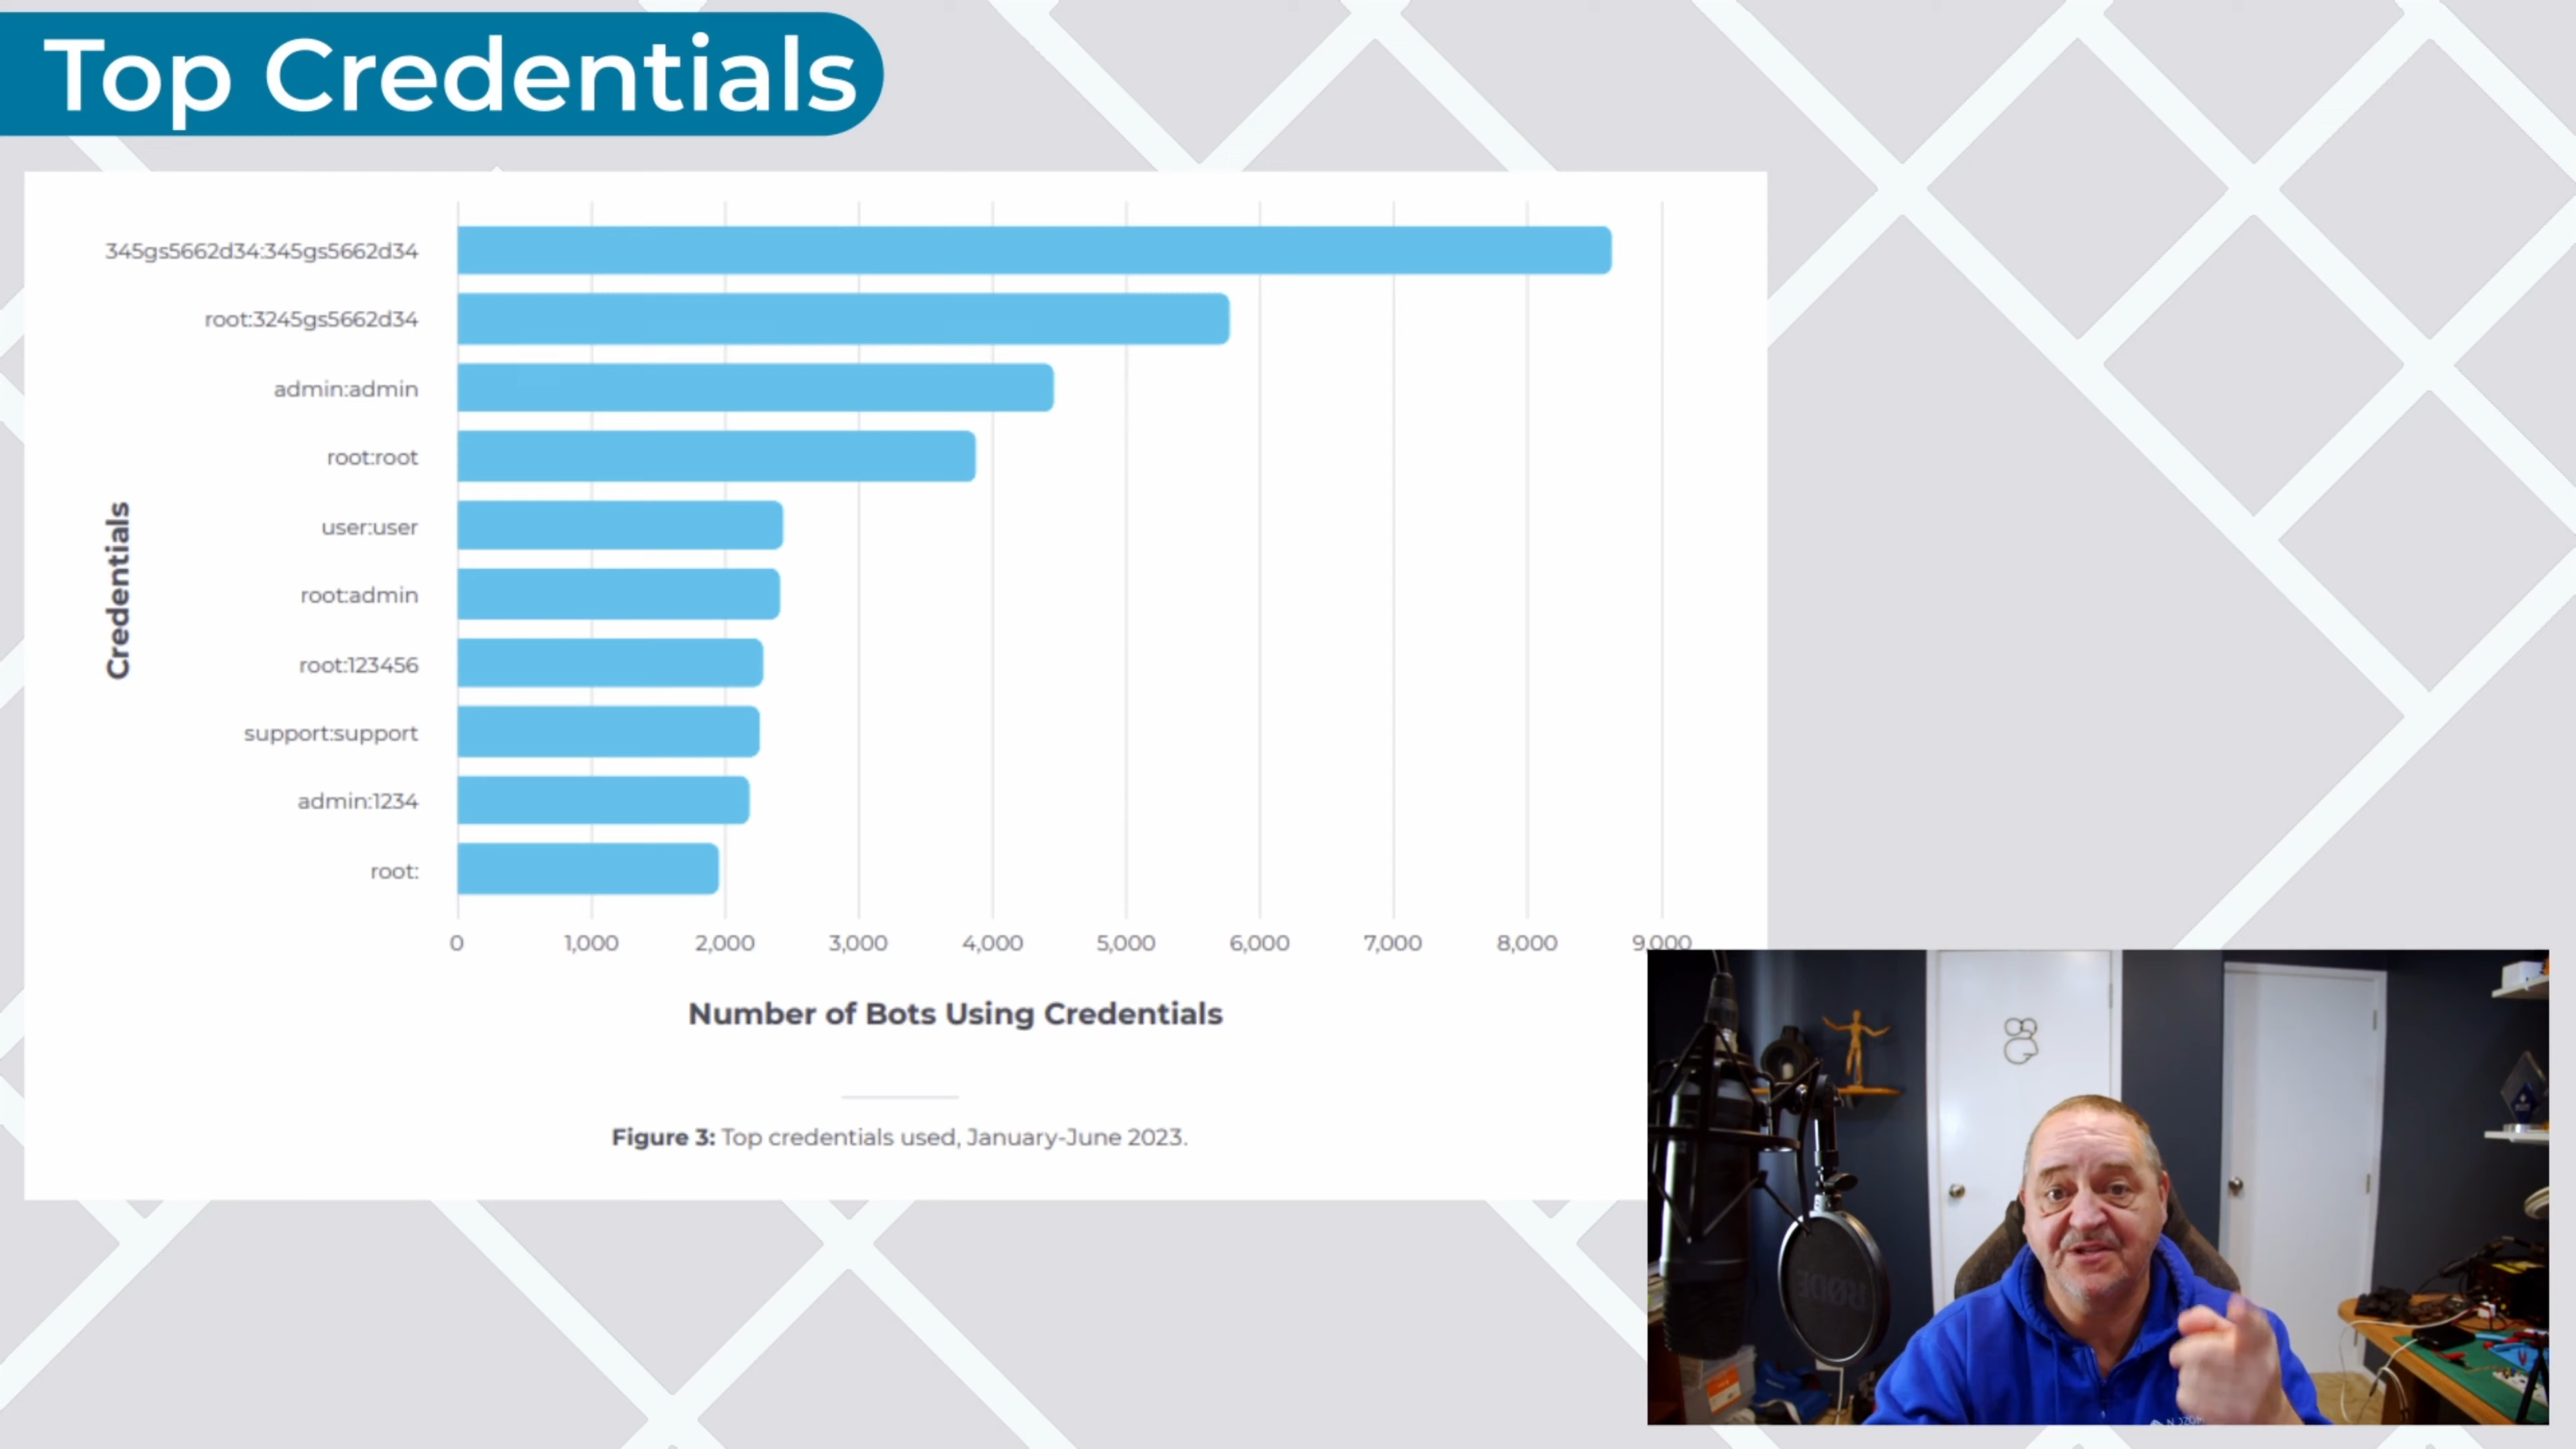 Top Credentials
345gs5662d34:345gs5662d34
root:3245gs5662d34
admin:admin
root:root
user:user
root:admin
root:123456
support:support
admin:1234
root:
Credentials
0 1,000 2,000 3,000 4,000 5,000 6,000 7,000 8,000 9,000
Number of Bots Using Credentials
Figure 3: Top credentials used, January-June 2023.
RØDE